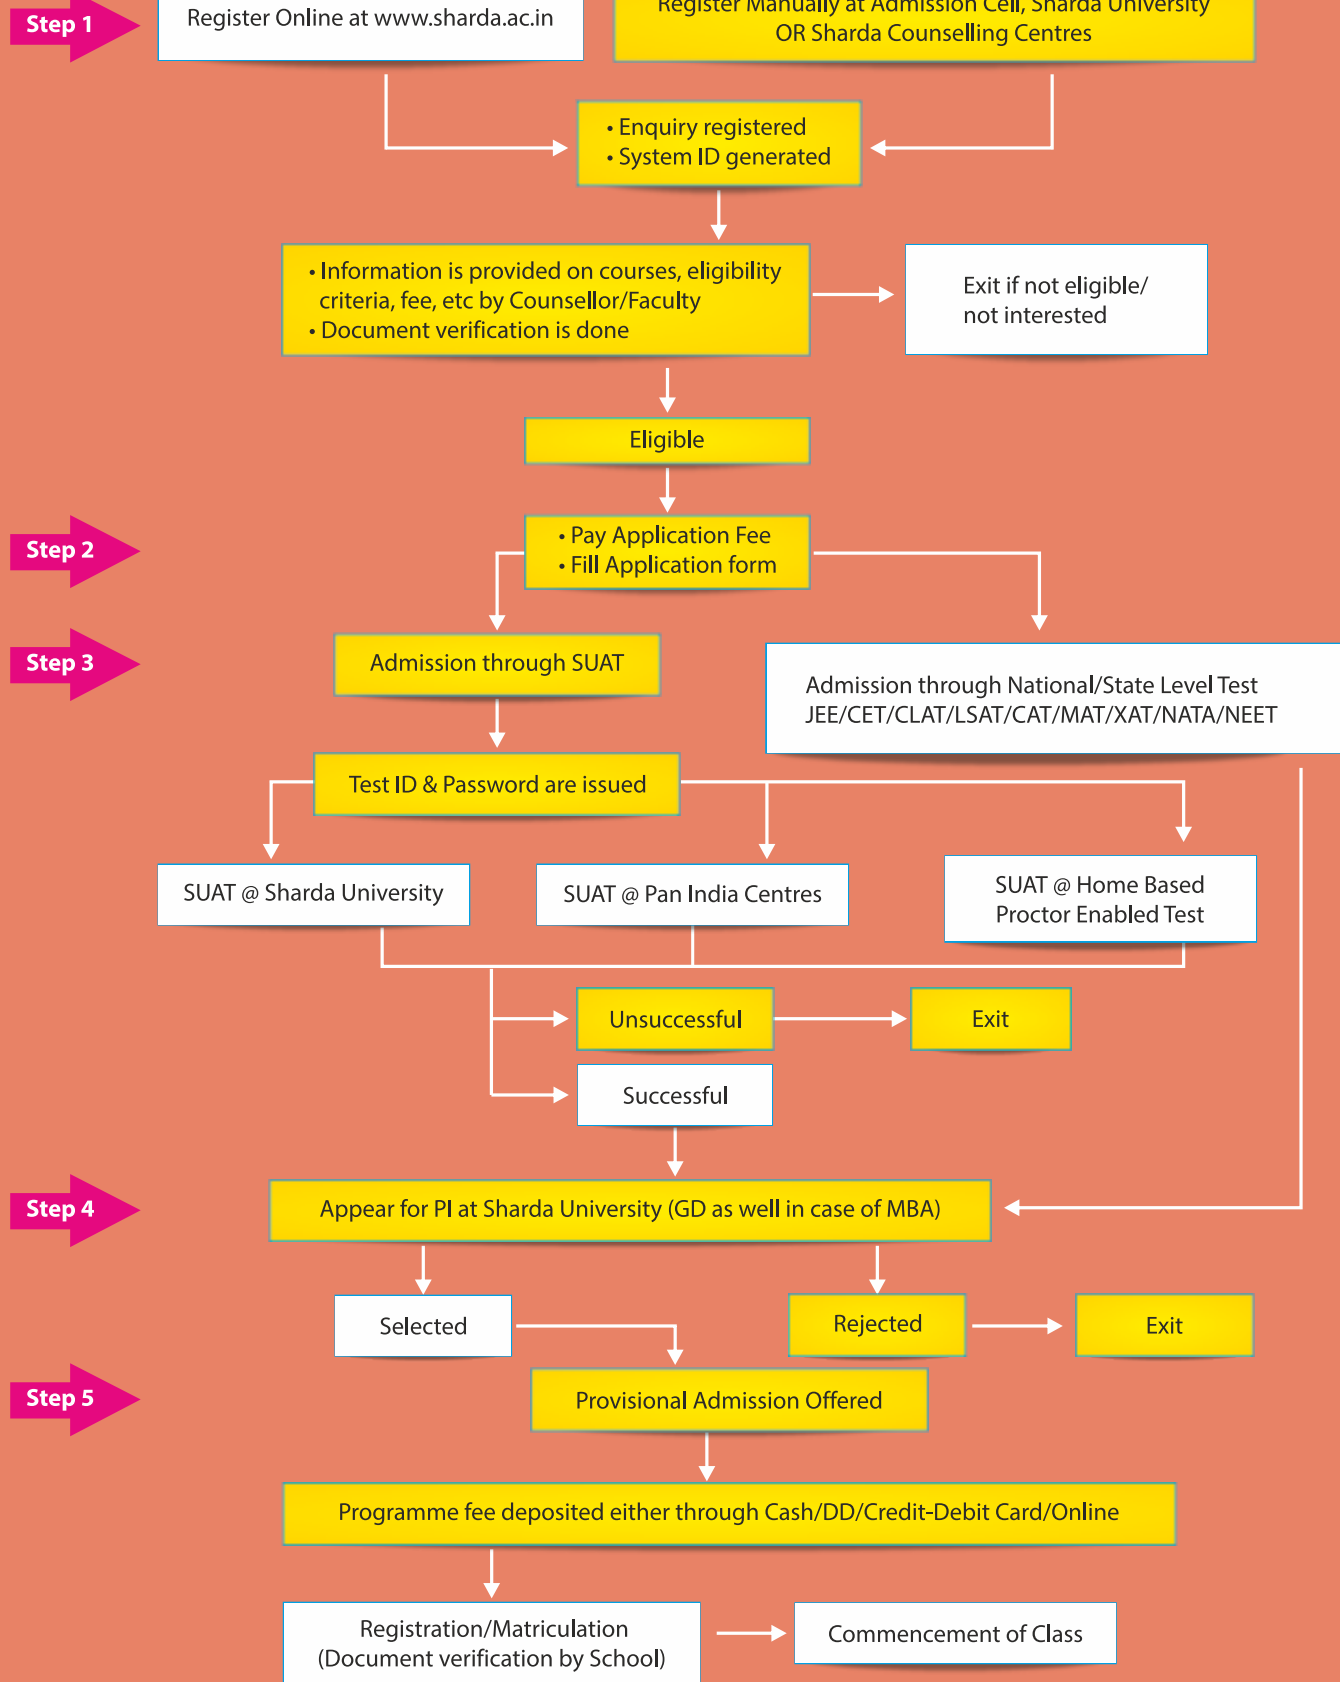 Step 1
Register Online at www.sharda.ac.in
Register Manually at Admission Cell, Sharda University
OR Sharda Counselling Centres
• Enquiry registered
• System ID generated
• Information is provided on courses, eligibility
criteria, fee, etc by Counsellor/Faculty
• Document verification is done
Exit if not eligible/
not interested
Eligible
Step 2
• Pay Application Fee
• Fill Application form
Step 3
Admission through SUAT
Admission through National/State Level Test
JEE/CET/CLAT/LSAT/CAT/MAT/XAT/NATA/NEET
Test ID & Password are issued
SUAT @ Sharda University
SUAT @ Pan India Centres
SUAT @ Home Based
Proctor Enabled Test
Unsuccessful
Exit
Successful
Step 4
Appear for PI at Sharda University (GD as well in case of MBA)
Selected
Rejected
Exit
Step 5
Provisional Admission Offered
Programme fee deposited either through Cash/DD/Credit-Debit Card/Online
Registration/Matriculation
(Document verification by School)
Commencement of Class